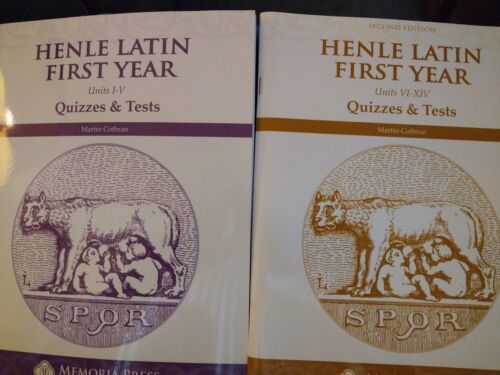 HENLE LATIN
FIRST YEAR
Units I-V
Quizzes & Tests
Martin Cothran
SPQR
MEMORIA PRESS
SECOND EDITION
HENLE LATIN
FIRST YEAR
Units VI-XIV
Quizzes & Tests
Martin Cothran
SPQR